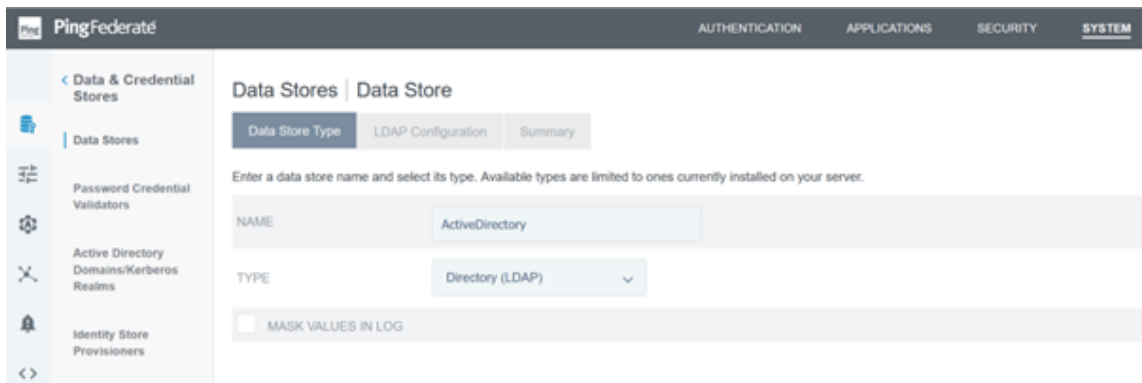 Ping
PingFederate
AUTHENTICATION
APPLICATIONS
SECURITY
SYSTEM
Data & Credential
Stores
Data Stores
Password Credential
Validators
Active Directory
Domains/Kerberos
Realms
Identity Store
Provisioners
Data Stores | Data Store
Data Store Type
LDAP Configuration
Summary
Enter a data store name and select its type. Available types are limited to ones currently installed on your server.
NAME
ActiveDirectory
TYPE
Directory (LDAP)
MASK VALUES IN LOG